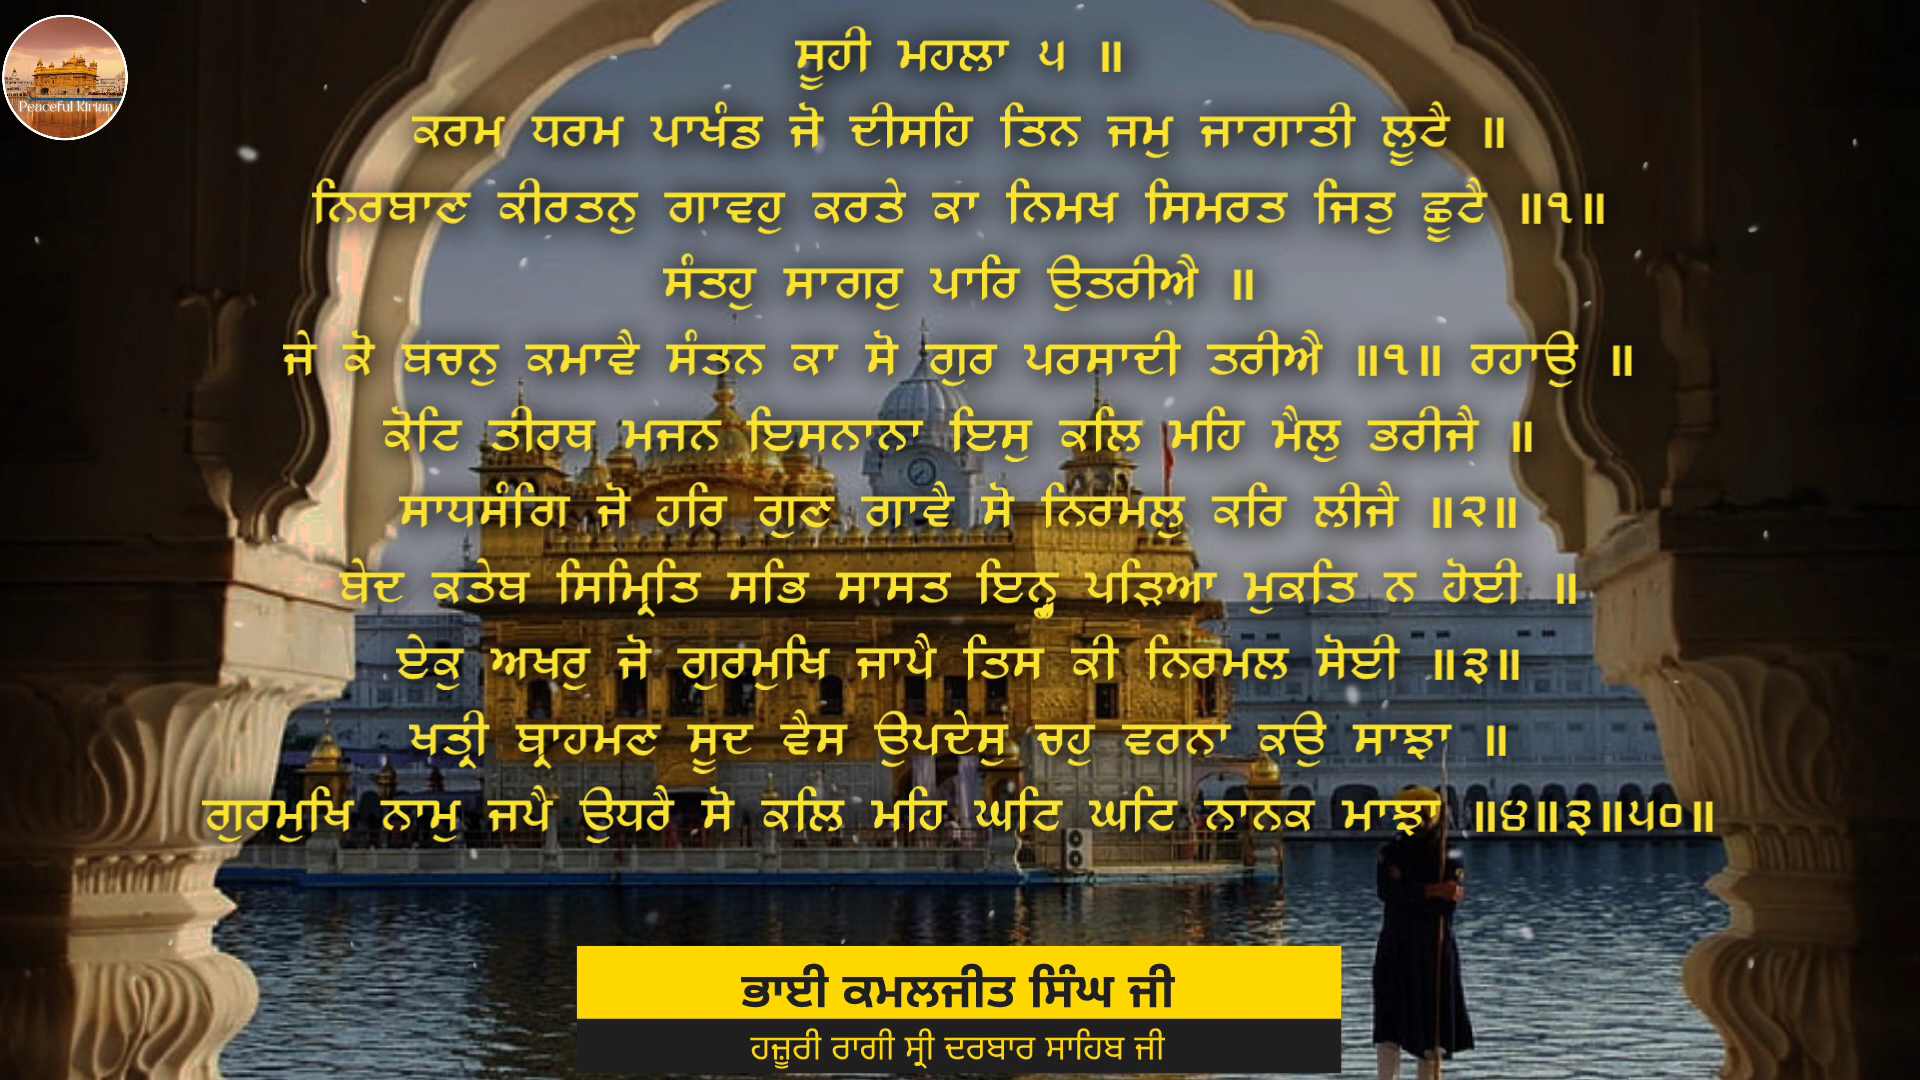 Peaceful Kirtan
ਸੂਹੀ ਮਹਲਾ ੫ ॥
ਕਰਮ ਧਰਮ ਪਾਖੰਡ ਜੋ ਦੀਸਹਿ ਤਿਨ ਜਮੁ ਜਾਗਾਤੀ ਲੂਟੈ ॥
ਨਿਰਬਾਣ ਕੀਰਤਨੁ ਗਾਵਹੁ ਕਰਤੇ ਕਾ ਨਿਮਖ ਸਿਮਰਤ ਜਿਤੁ ਛੂਟੈ ॥੧॥
ਸੰਤਹੁ ਸਾਗਰੁ ਪਾਰਿ ਉਤਰੀਐ ॥
ਜੇ ਕੋ ਬਚਨੁ ਕਮਾਵੈ ਸੰਤਨ ਕਾ ਸੋ ਗੁਰ ਪਰਸਾਦੀ ਤਰੀਐ ॥੧॥ ਰਹਾਉ ॥
ਕੋਟਿ ਤੀਰਥ ਮਜਨ ਇਸਨਾਨਾ ਇਸੁ ਕਲਿ ਮਹਿ ਮੈਲੁ ਭਰੀਜੈ ॥
ਸਾਧਸੰਗਿ ਜੋ ਹਰਿ ਗੁਣ ਗਾਵੈ ਸੋ ਨਿਰਮਲੁ ਕਰਿ ਲੀਜੈ ॥੨॥
ਬੇਦ ਕਤੇਬ ਸਿਮ੍ਰਿਤਿ ਸਭਿ ਸਾਸਤ ਇਨ੍ਹ੍ਹ ਪੜਿਆ ਮੁਕਤਿ ਨ ਹੋਈ ॥
ਏਕੁ ਅਖਰੁ ਜੋ ਗੁਰਮੁਖਿ ਜਾਪੈ ਤਿਸ ਕੀ ਨਿਰਮਲ ਸੋਈ ॥੩॥
ਖਤ੍ਰੀ ਬ੍ਰਾਹਮਣ ਸੂਦ ਵੈਸ ਉਪਦੇਸੁ ਚਹੁ ਵਰਨਾ ਕਉ ਸਾਝਾ ॥
ਗੁਰਮੁਖਿ ਨਾਮੁ ਜਪੈ ਉਧਰੈ ਸੋ ਕਲਿ ਮਹਿ ਘਟਿ ਘਟਿ ਨਾਨਕ ਮਾਝਾ ॥੪॥੩॥੫੦॥
ਭਾਈ ਕਮਲਜੀਤ ਸਿੰਘ ਜੀ
ਹਜ਼ੂਰੀ ਰਾਗੀ ਸ੍ਰੀ ਦਰਬਾਰ ਸਾਹਿਬ ਜੀ